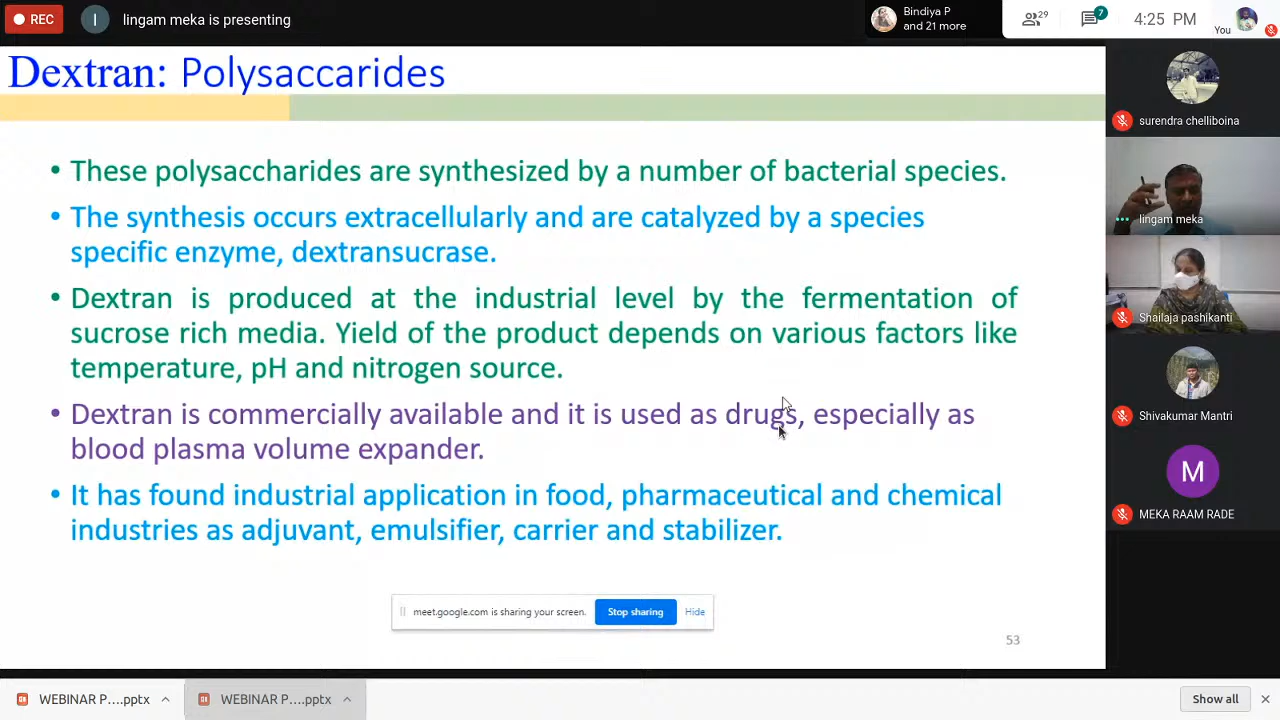 REC
I
lingam meka is presenting
Bindiya P
and 21 more
29
7
4:25 PM
You
Dextran: Polysaccarides
• These polysaccharides are synthesized by a number of bacterial species.
• The synthesis occurs extracellularly and are catalyzed by a species
specific enzyme, dextransucrase.
• Dextran is produced at the industrial level by the fermentation of
sucrose rich media. Yield of the product depends on various factors like
temperature, pH and nitrogen source.
• Dextran is commercially available and it is used as drugs, especially as
blood plasma volume expander.
• It has found industrial application in food, pharmaceutical and chemical
industries as adjuvant, emulsifier, carrier and stabilizer.
meet.google.com is sharing your screen. Stop sharing Hide
53
surendra chelliboina
lingam meka
Shailaja pashikanti
Shivakumar Mantri
M
MEKA RAAM RADE
WEBINAR P....pptx
WEBINAR P....pptx
Show all